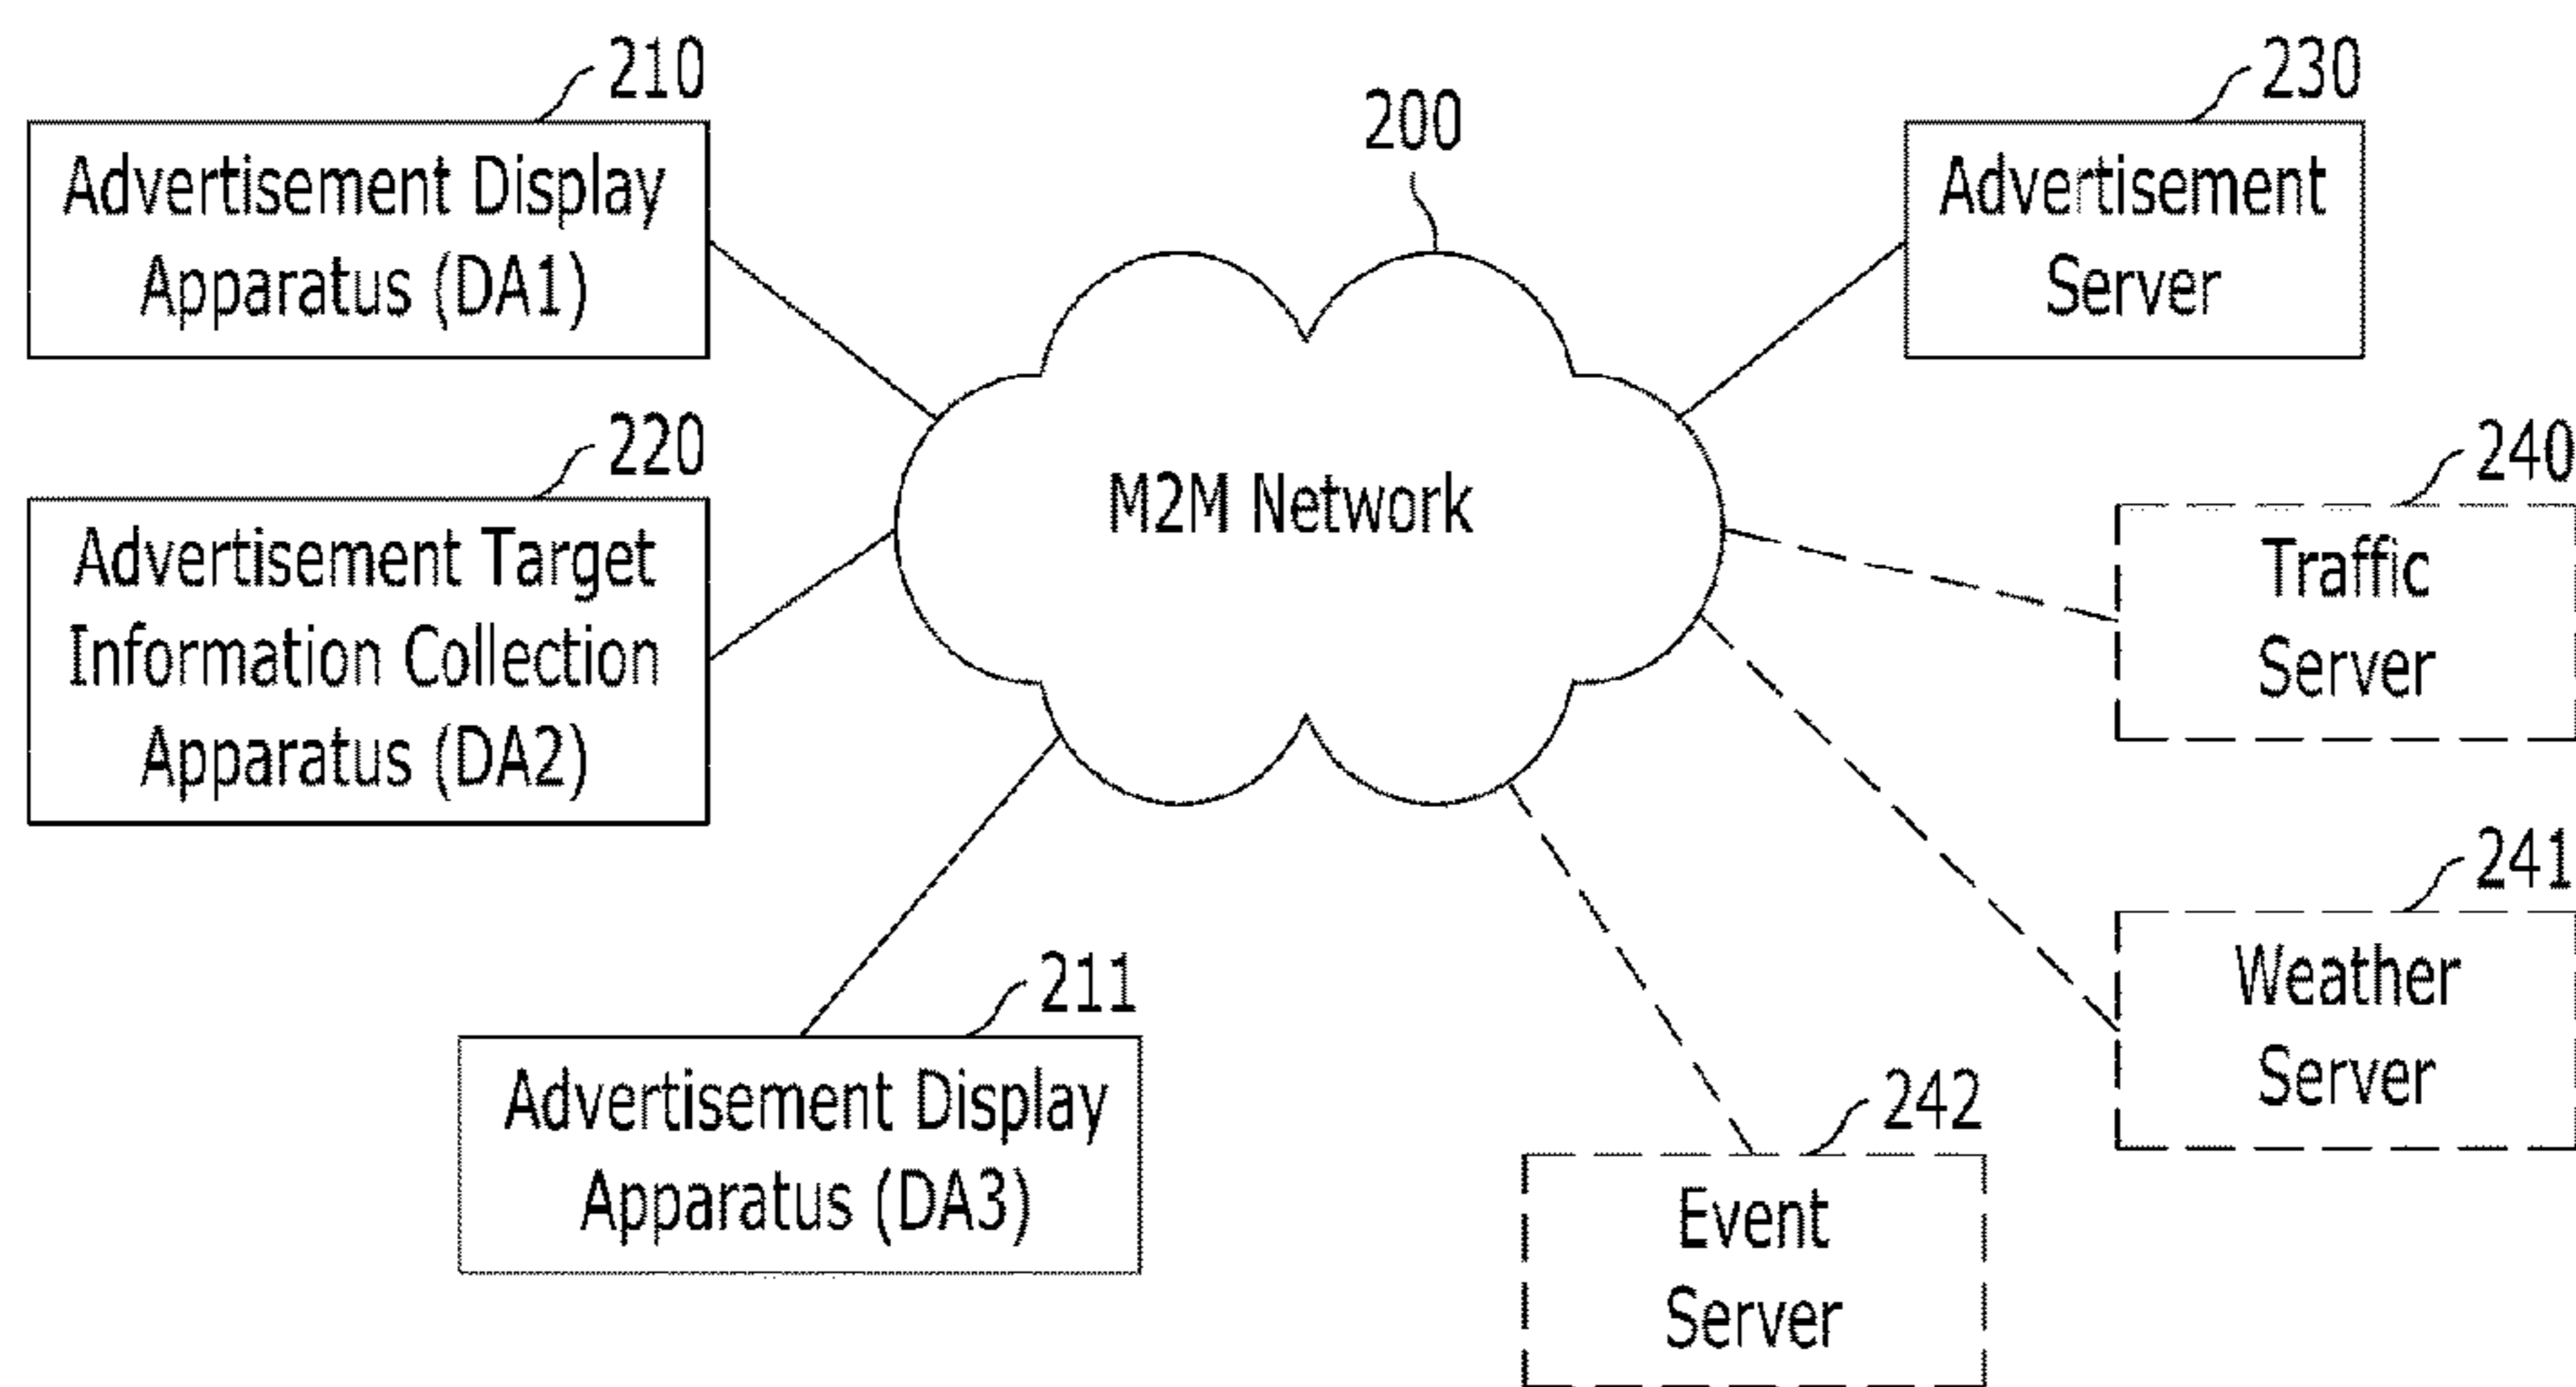 210
Advertisement Display
Apparatus (DA1)
200
M2M Network
230
Advertisement
Server
220
Advertisement Target
Information Collection
Apparatus (DA2)
240
Traffic
Server
241
Weather
Server
211
Advertisement Display
Apparatus (DA3)
242
Event
Server